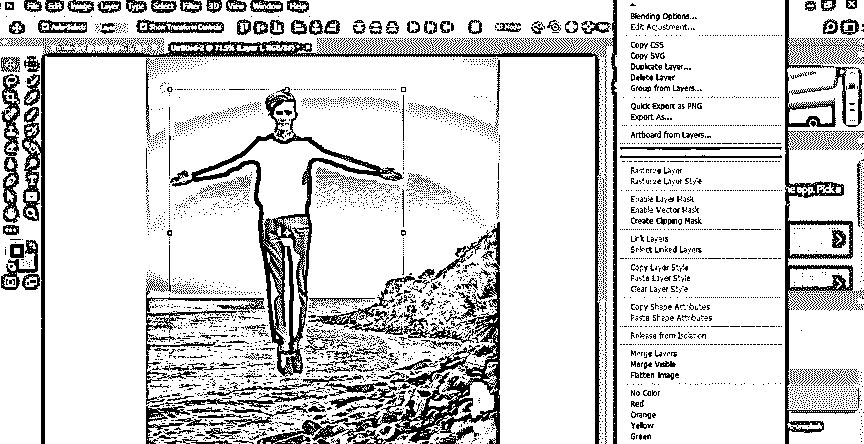 File Edit Image Layer Type Select Filter 3D View Window Help
Show Transform Controls
Blending Options...
Edit Adjustment...
Copy CSS
Copy SVG
Duplicate Layer...
Delete Layer
Group from Layers...
Quick Export as PNG
Export As...
Artboard from Layers...
Rasterize Layer
Rasterize Layer Style
Enable Layer Mask
Enable Vector Mask
Create Clipping Mask
Link Layers
Select Linked Layers
Copy Layer Style
Paste Layer Style
Clear Layer Style
Copy Shape Attributes
Paste Shape Attributes
Release from Isolation
Merge Layers
Merge Visible
Flatten Image
No Color
Red
Orange
Yellow
Green